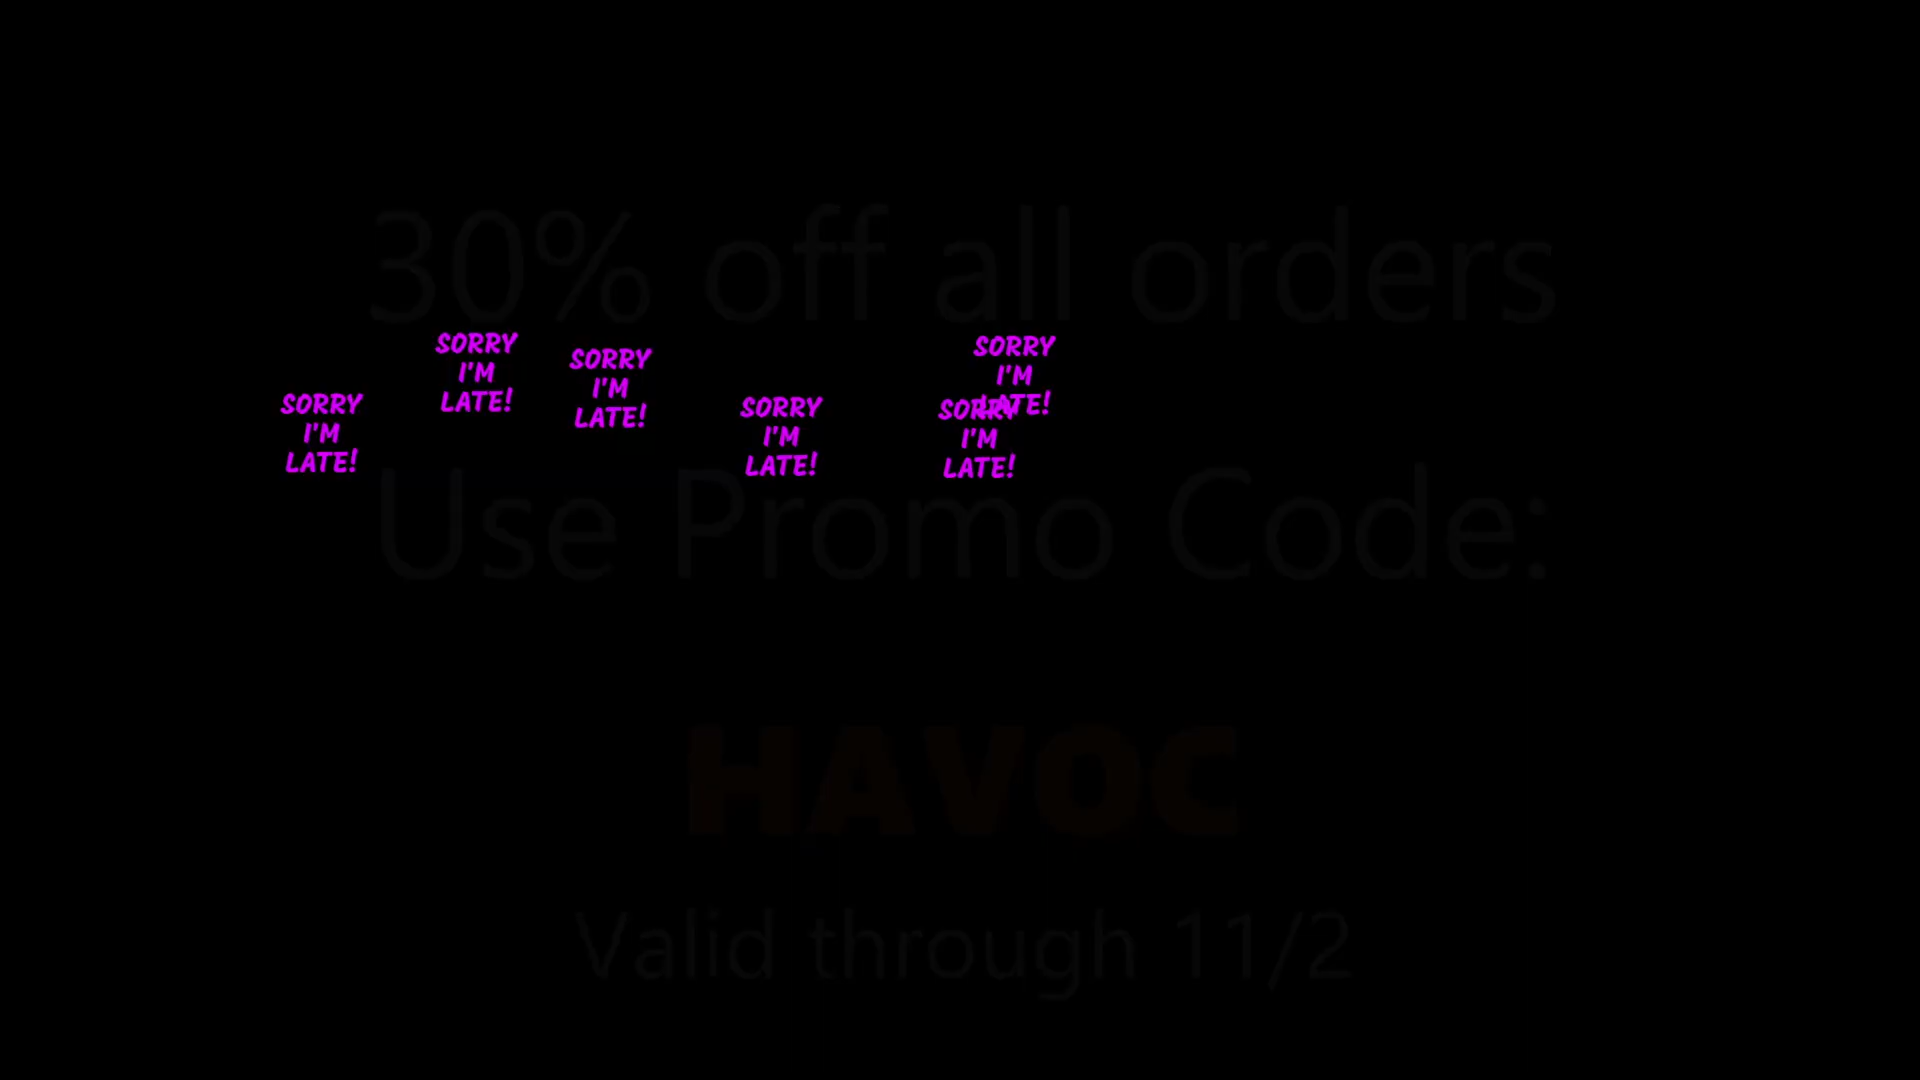 30% off all orders
SORRY
I'M
LATE!
SORRY
I'M
LATE!
SORRY
I'M
LATE!
SORRY
I'M
LATE!
SORRY
I'M
LATE!
SORRY
I'M
LATE!
Use Promo Code:
HAVOC
Valid through 11/2